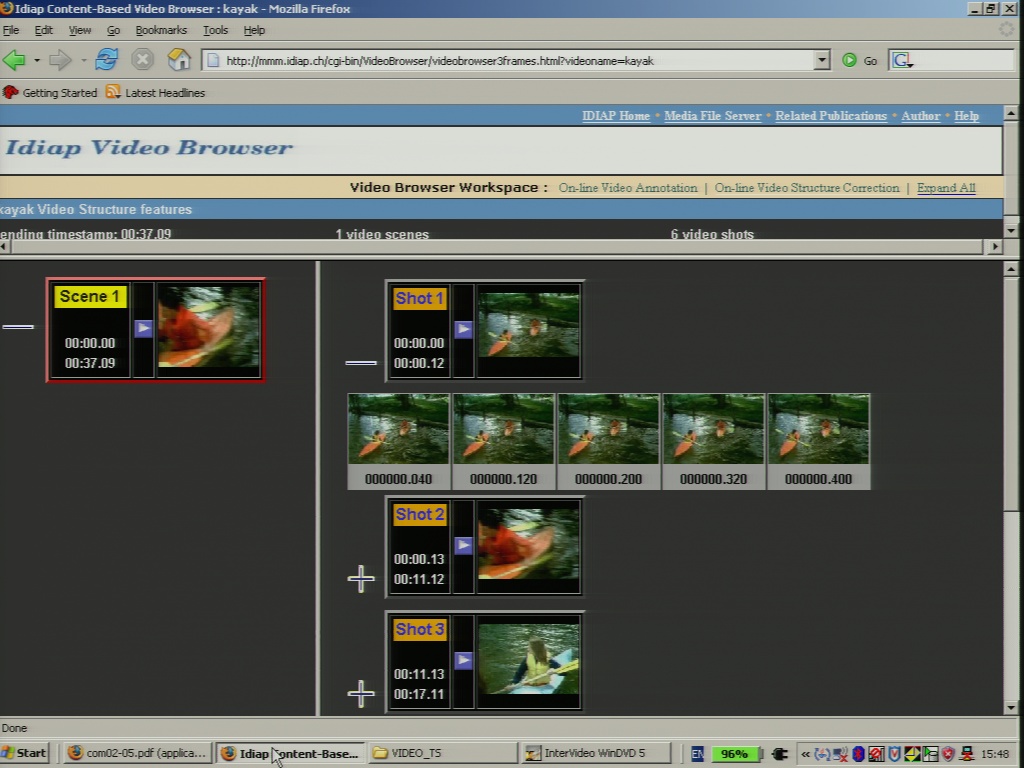 Idiap Content-Based Video Browser : kayak - Mozilla Firefox
File Edit View Go Bookmarks Tools Help
http://mmm.idiap.ch/cgi-bin/VideoBrowser/videobrowser3frames.html?videoname=kayak Go G
Getting Started Latest Headlines
IDIAP Home • Media File Server • Related Publications • Author • Help
Idiap Video Browser
Video Browser Workspace : On-line Video Annotation | On-line Video Structure Correction | Expand All
kayak Video Structure features
ending timestamp: 00:37.09 1 video scenes 6 video shots
Scene 1
00:00.00
00:37.09
Shot 1
00:00.00
00:00.12
000000.040 000000.120 000000.200 000000.320 000000.400
Shot 2
00:00.13
00:11.12
Shot 3
00:11.13
00:17.11
Done
Start com02-05.pdf (applica... Idiap Content-Base... VIDEO_TS InterVideo WinDVD 5 EN 96% « 15:48